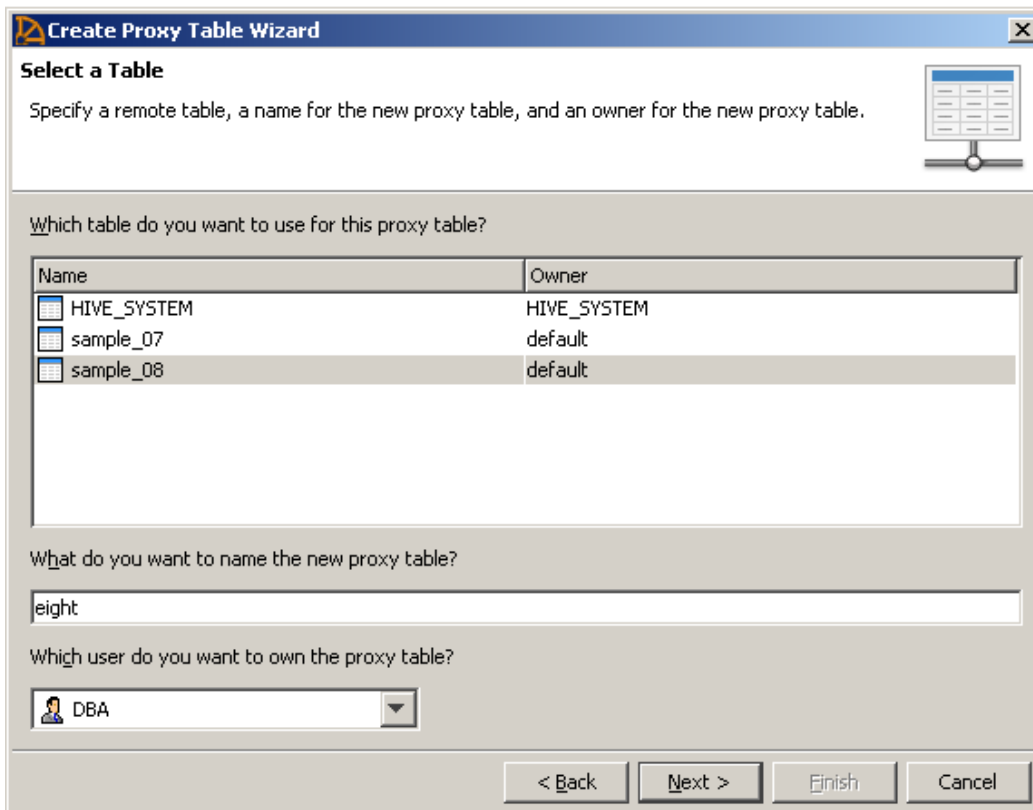 Create Proxy Table Wizard
Select a Table
Specify a remote table, a name for the new proxy table, and an owner for the new proxy table.
Which table do you want to use for this proxy table?
Name Owner
HIVE_SYSTEM HIVE_SYSTEM
sample_07 default
sample_08 default
What do you want to name the new proxy table?
eight
Which user do you want to own the proxy table?
DBA
< Back Next > Finish Cancel